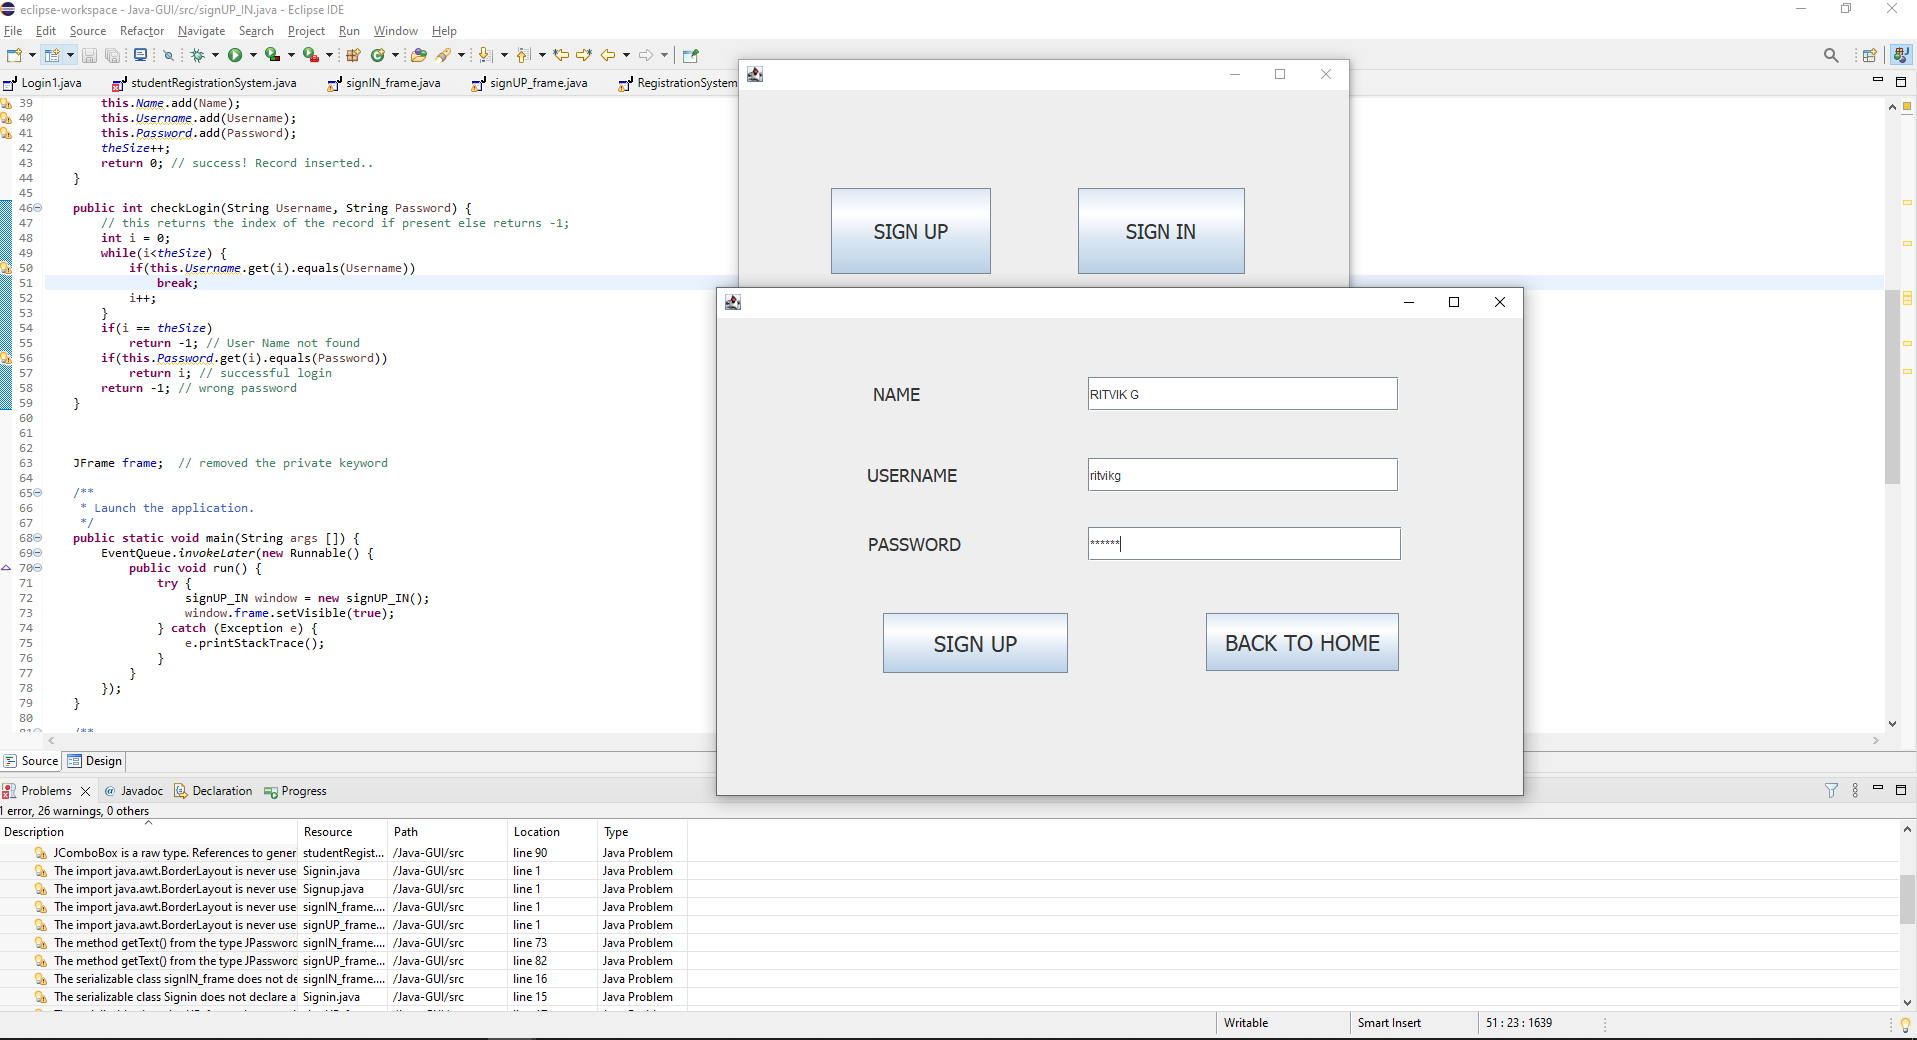 eclipse-workspace - Java-GUI/src/signUP_IN.java - Eclipse IDE
File Edit Source Refactor Navigate Search Project Run Window Help
Login1.java studentRegistrationSystem.java signIN_frame.java signUP_frame.java RegistrationSystem
39 this.Name.add(Name);
40 this.Username.add(Username);
41 this.Password.add(Password);
42 theSize++;
43 return 0; // success! Record inserted..
44 }
45
46 public int checkLogin(String Username, String Password) {
47 // this returns the index of the record if present else returns -1;
48 int i = 0;
49 while(i<theSize) {
50 if(this.Username.get(i).equals(Username))
51 break;
52 i++;
53 }
54 if(i == theSize)
55 return -1; // User Name not found
56 if(this.Password.get(i).equals(Password))
57 return i; // successful login
58 return -1; // wrong password
59 }
60
61
62
63 JFrame frame; // removed the private keyword
64
65 /**
66 * Launch the application.
67 */
68 public static void main(String args []) {
69 EventQueue.invokeLater(new Runnable() {
70 public void run() {
71 try {
72 signUP_IN window = new signUP_IN();
73 window.frame.setVisible(true);
74 } catch (Exception e) {
75 e.printStackTrace();
76 }
77 }
78 });
79 }
80
SIGN UP SIGN IN
NAME RITVIK G
USERNAME ritvikg
PASSWORD ******
SIGN UP BACK TO HOME
Source Design
Problems Javadoc Declaration Progress
1 error, 26 warnings, 0 others
Description Resource Path Location Type
JComboBox is a raw type. References to gener studentRegist... /Java-GUI/src line 90 Java Problem
The import java.awt.BorderLayout is never use Signin.java /Java-GUI/src line 1 Java Problem
The import java.awt.BorderLayout is never use Signup.java /Java-GUI/src line 1 Java Problem
The import java.awt.BorderLayout is never use signIN_frame.... /Java-GUI/src line 1 Java Problem
The import java.awt.BorderLayout is never use signUP_frame... /Java-GUI/src line 1 Java Problem
The method getText() from the type JPassword signIN_frame.... /Java-GUI/src line 73 Java Problem
The method getText() from the type JPassword signUP_frame... /Java-GUI/src line 82 Java Problem
The serializable class signIN_frame does not de signIN_frame.... /Java-GUI/src line 16 Java Problem
The serializable class Signin does not declare a Signin.java /Java-GUI/src line 15 Java Problem
Writable Smart Insert 51 : 23 : 1639